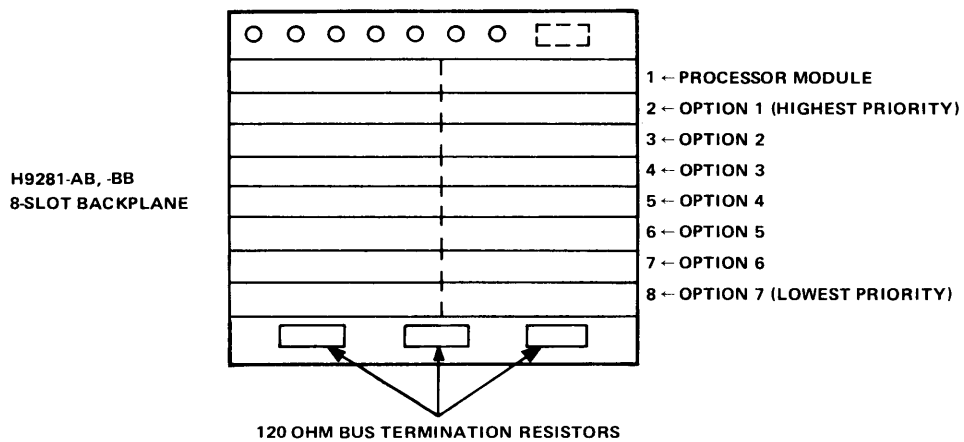 1 ← PROCESSOR MODULE
2 ← OPTION 1 (HIGHEST PRIORITY)
3 ← OPTION 2
4 ← OPTION 3
H9281-AB, -BB
8-SLOT BACKPLANE
5 ← OPTION 4
6 ← OPTION 5
7 ← OPTION 6
8 ← OPTION 7 (LOWEST PRIORITY)
120 OHM BUS TERMINATION RESISTORS